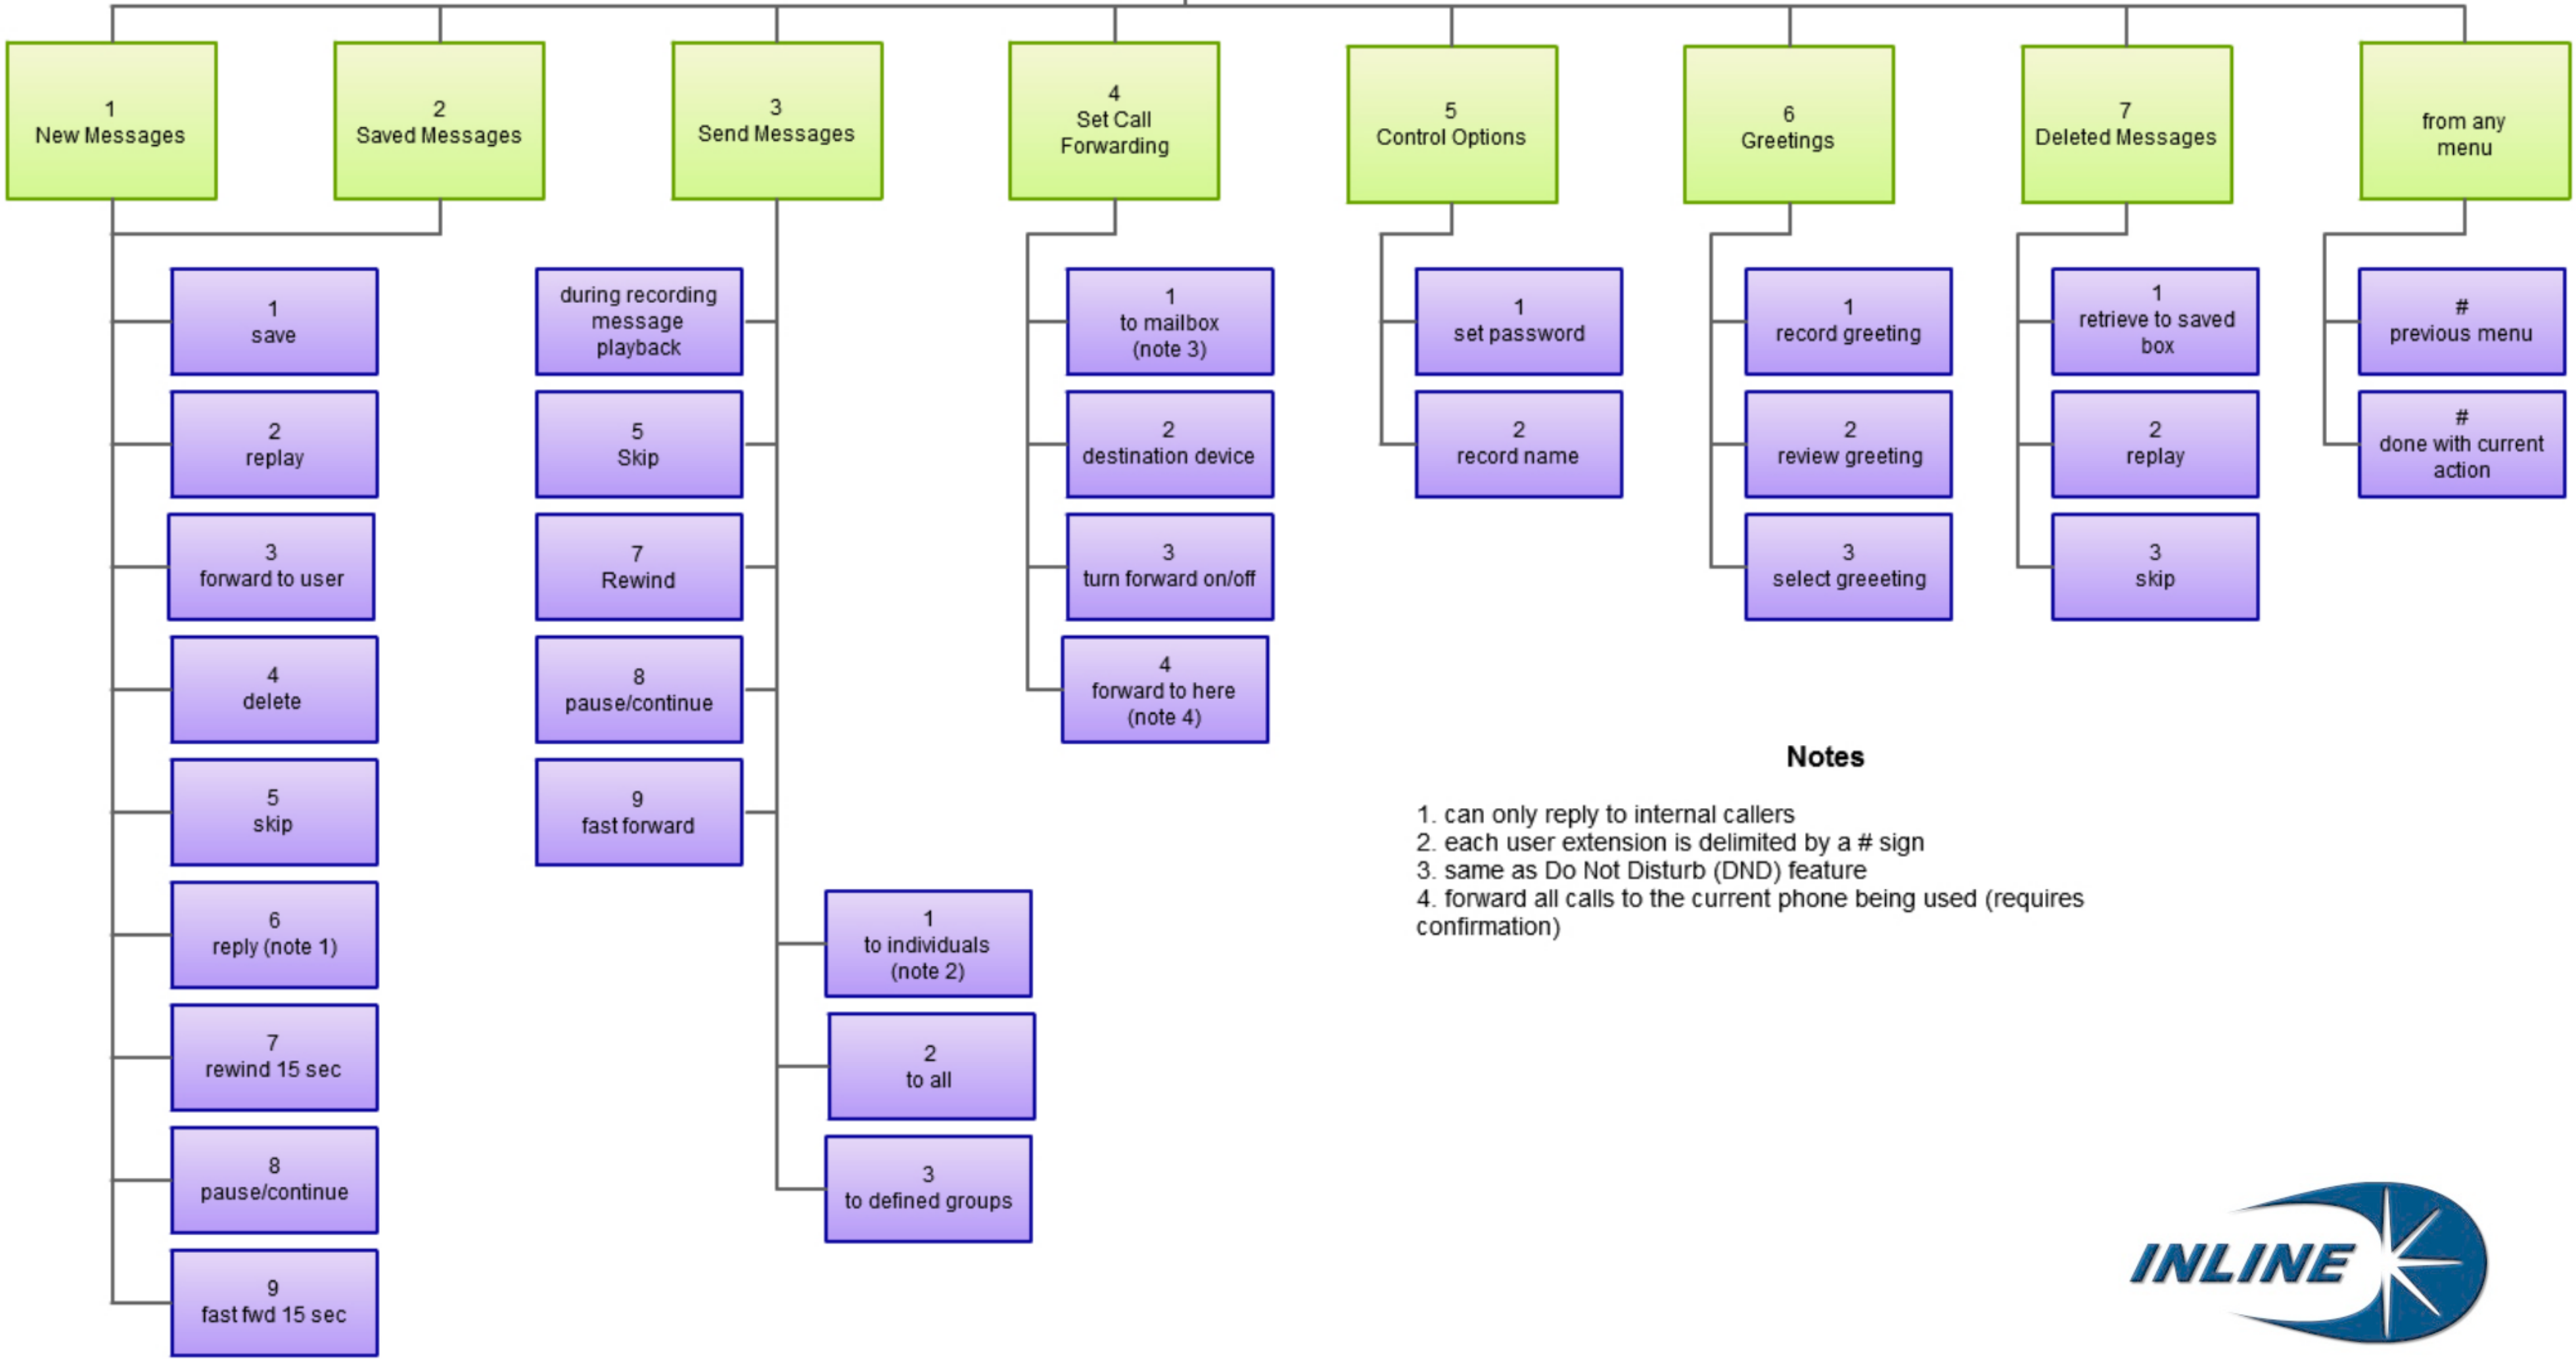 1
New Messages
2
Saved Messages
3
Send Messages
4
Set Call
Forwarding
5
Control Options
6
Greetings
7
Deleted Messages
from any
menu
1
save
2
replay
3
forward to user
4
delete
5
skip
6
reply (note 1)
7
rewind 15 sec
8
pause/continue
9
fast fwd 15 sec
during recording
message
playback
5
Skip
7
Rewind
8
pause/continue
9
fast forward
1
to individuals
(note 2)
2
to all
3
to defined groups
1
to mailbox
(note 3)
2
destination device
3
turn forward on/off
4
forward to here
(note 4)
1
set password
2
record name
1
record greeting
2
review greeting
3
select greeeting
1
retrieve to saved
box
2
replay
3
skip
#
previous menu
#
done with current
action
Notes
1. can only reply to internal callers
2. each user extension is delimited by a # sign
3. same as Do Not Disturb (DND) feature
4. forward all calls to the current phone being used (requires
confirmation)
INLINE